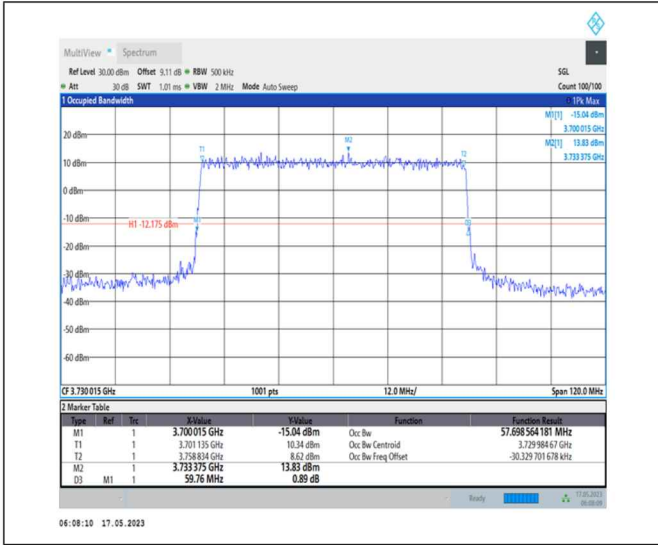 MultiView Spectrum
Ref Level 30.00 dBm Offset 9.11 dB RBW 500 kHz SGL
Att 30 dB SWT 1.01 ms VBW 2 MHz Mode Auto Sweep Count 100/100
1 Occupied Bandwidth 1Pk Max
M1[1] -15.04 dBm
3.700 015 GHz
M2[1] 13.83 dBm
3.733 375 GHz
20 dBm
M2
T1 T2
10 dBm
0 dBm
-10 dBm
H1 -12.175 dBm M1 D3
-20 dBm
-30 dBm
-40 dBm
-50 dBm
-60 dBm
CF 3.730 015 GHz 1001 pts 12.0 MHz/ Span 120.0 MHz
2 Marker Table
Type Ref Trc X-Value Y-Value Function Function Result
M1 1 3.700 015 GHz -15.04 dBm Occ Bw 57.698 564 181 MHz
T1 1 3.701 135 GHz 10.34 dBm Occ Bw Centroid 3.729 984 67 GHz
T2 1 3.758 834 GHz 8.62 dBm Occ Bw Freq Offset -30.329 701 678 kHz
M2 1 3.733 375 GHz 13.83 dBm
D3 M1 1 59.76 MHz 0.89 dB
Ready 17.05.2023
06:08:09
06:08:10 17.05.2023